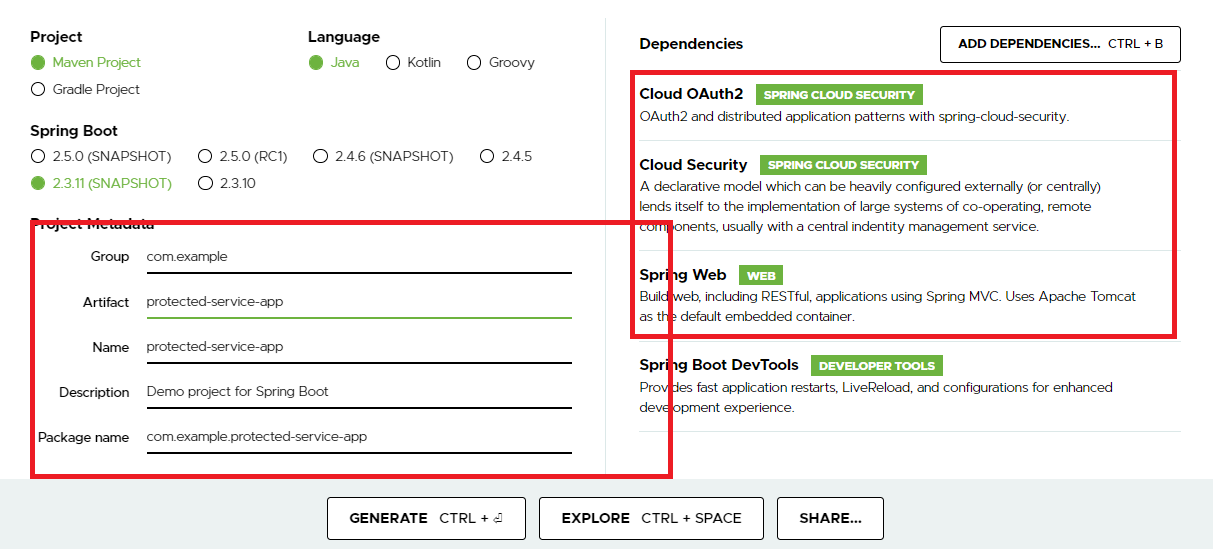 Project
Maven Project
Gradle Project
Language
Java Kotlin Groovy
Spring Boot
2.5.0 (SNAPSHOT) 2.5.0 (RC1) 2.4.6 (SNAPSHOT) 2.4.5
2.3.11 (SNAPSHOT) 2.3.10
Project Metadata
Group com.example
Artifact protected-service-app
Name protected-service-app
Description Demo project for Spring Boot
Package name com.example.protected-service-app
Dependencies
ADD DEPENDENCIES... CTRL + B
Cloud OAuth2 SPRING CLOUD SECURITY
OAuth2 and distributed application patterns with spring-cloud-security.
Cloud Security SPRING CLOUD SECURITY
A declarative model which can be heavily configured externally (or centrally)
lends itself to the implementation of large systems of co-operating, remote
components, usually with a central indentity management service.
Spring Web WEB
Build web, including RESTful, applications using Spring MVC. Uses Apache Tomcat
as the default embedded container.
Spring Boot DevTools DEVELOPER TOOLS
Provides fast application restarts, LiveReload, and configurations for enhanced
development experience.
GENERATE CTRL + ⏎
EXPLORE CTRL + SPACE
SHARE...